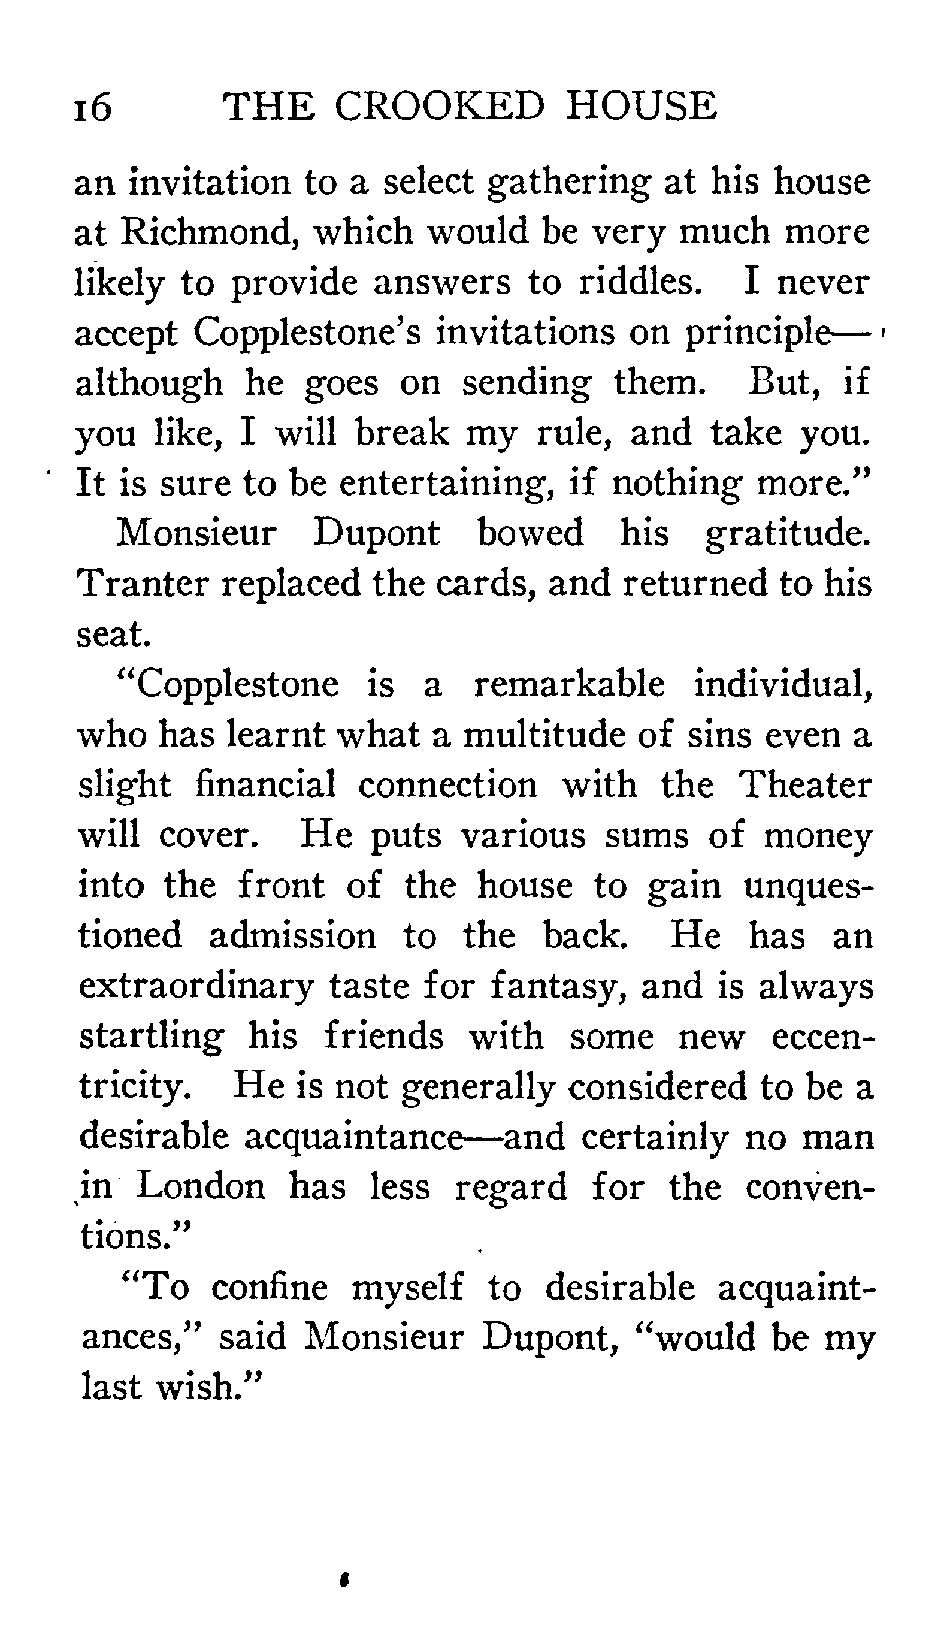 16 THE CROOKED HOUSE
an invitation to a select gathering at his house
at Richmond, which would be very much more
likely to provide answers to riddles. I never
accept Copplestone's invitations on principle—
although he goes on sending them. But, if
you like, I will break my rule, and take you.
It is sure to be entertaining, if nothing more."
Monsieur Dupont bowed his gratitude.
Tranter replaced the cards, and returned to his
seat.
"Copplestone is a remarkable individual,
who has learnt what a multitude of sins even a
slight financial connection with the Theater
will cover. He puts various sums of money
into the front of the house to gain unques-
tioned admission to the back. He has an
extraordinary taste for fantasy, and is always
startling his friends with some new eccen-
tricity. He is not generally considered to be a
desirable acquaintance—and certainly no man
in London has less regard for the conven-
tions."
"To confine myself to desirable acquaint-
ances," said Monsieur Dupont, "would be my
last wish."